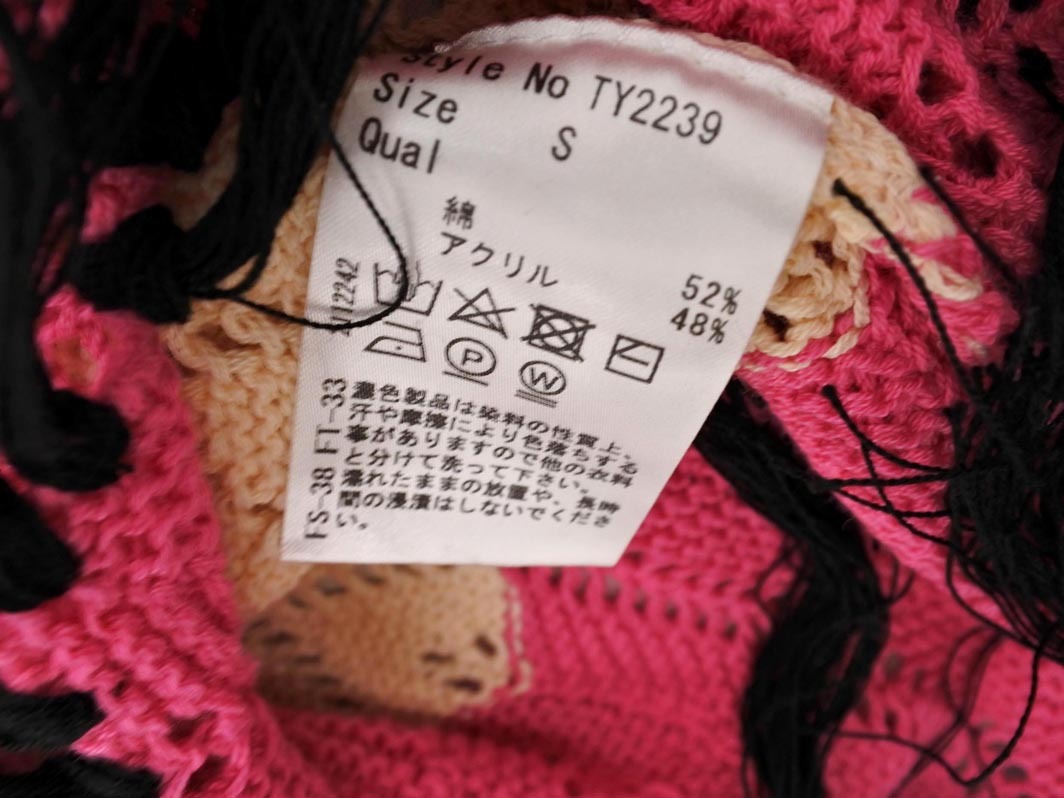 Style No TY2239
Size S
Qual
綿 52%
アクリル 48%
P
W
濃色製品は染料の性質上、
汗や摩擦により色落ちする
事がありますので他の衣料
と分けて洗って下さい。
濡れたままの放置や、長時
間の浸漬はしないでくださ
い。
FS-38 FT-33